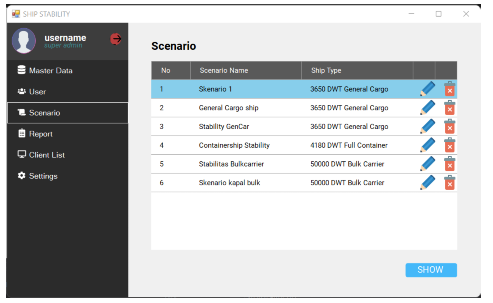 SHIP STABILITY
username
super admin
Master Data
User
Scenario
Report
Client List
Settings
Scenario
No Scenario Name Ship Type
1 Skenario 1 3650 DWT General Cargo
2 General Cargo ship 3650 DWT General Cargo
3 Stability GenCar 3650 DWT General Cargo
4 Containership Stability 4180 DWT Full Container
5 Stabilitas Bulkcarrier 50000 DWT Bulk Carrier
6 Skenario kapal bulk 50000 DWT Bulk Carrier
SHOW